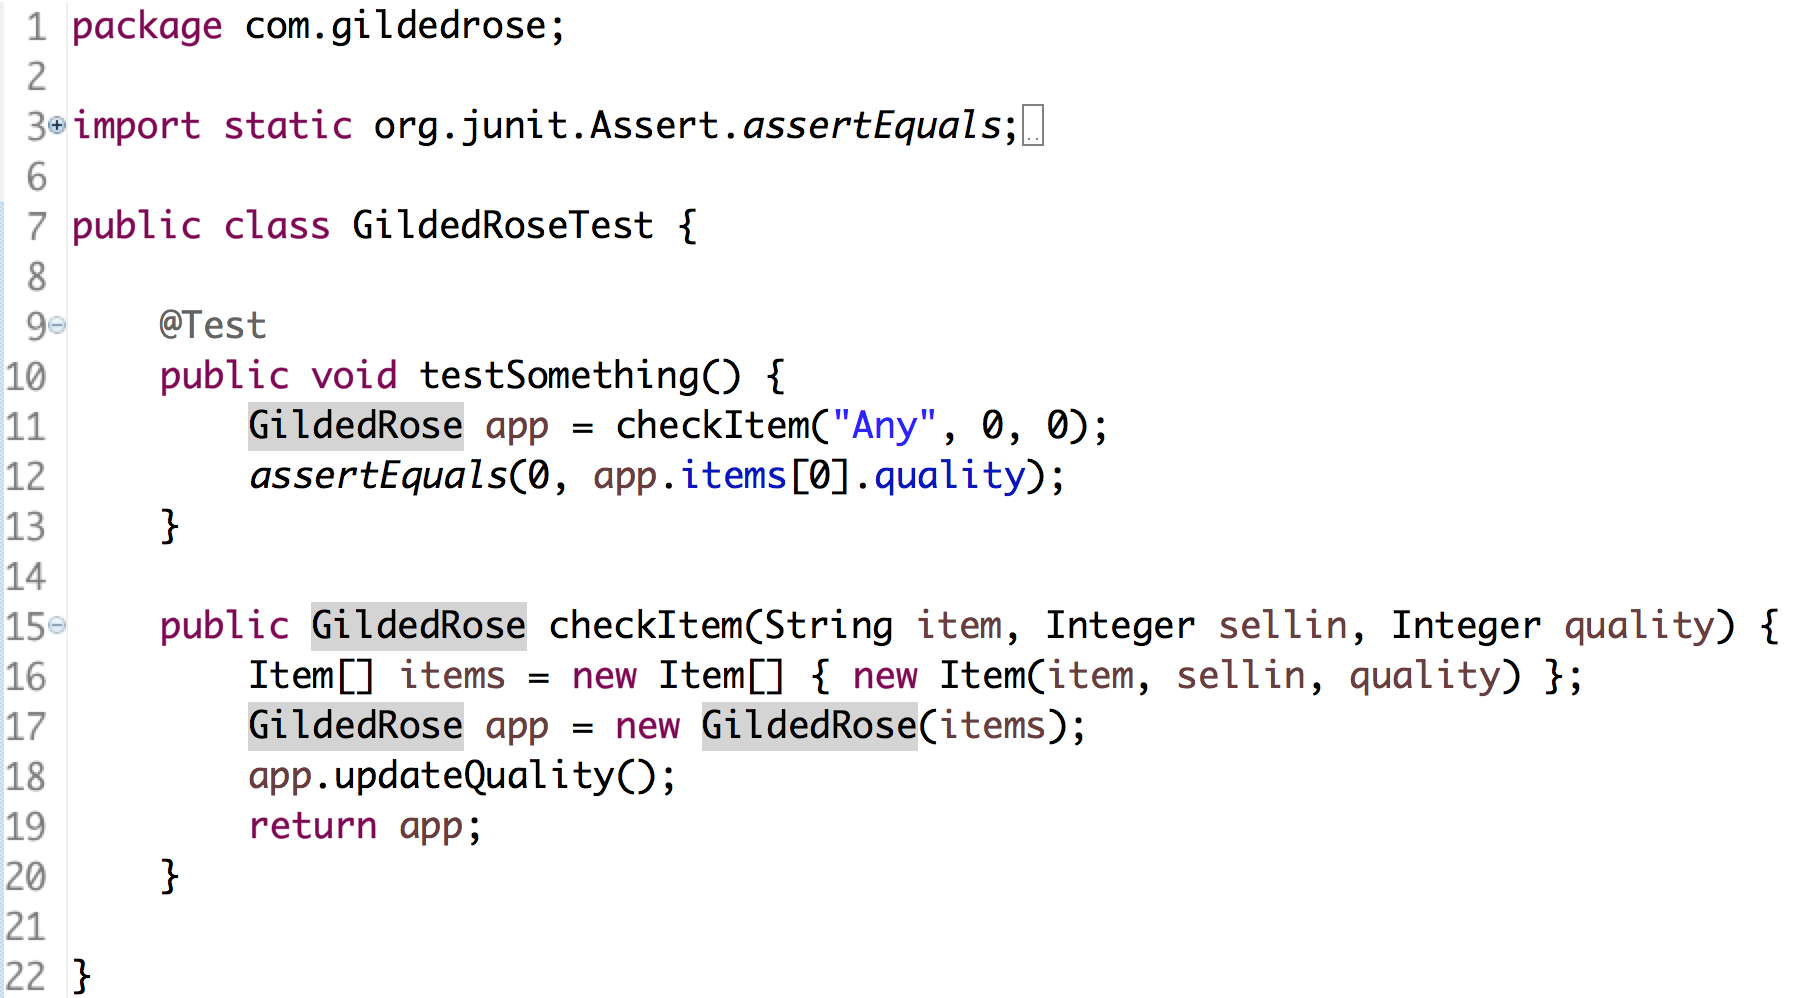 1 package com.gildedrose;
2
3 import static org.junit.Assert.assertEquals;
6
7 public class GildedRoseTest {
8
9     @Test
10     public void testSomething() {
11         GildedRose app = checkItem("Any", 0, 0);
12         assertEquals(0, app.items[0].quality);
13     }
14
15     public GildedRose checkItem(String item, Integer sellin, Integer quality) {
16         Item[] items = new Item[] { new Item(item, sellin, quality) };
17         GildedRose app = new GildedRose(items);
18         app.updateQuality();
19         return app;
20     }
21
22 }